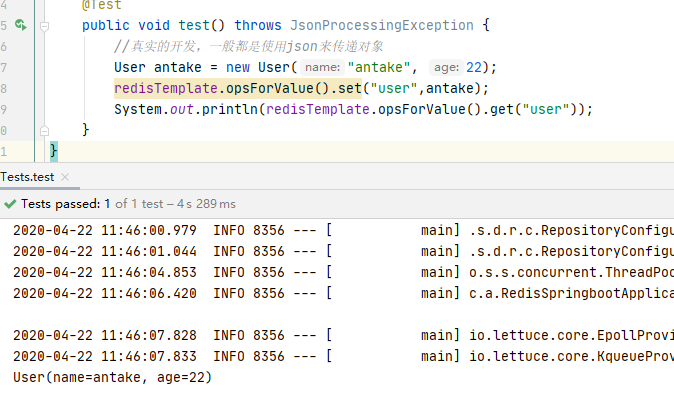 4 @Test
5 public void test() throws JsonProcessingException {
6 //真实的开发，一般都是使用json来传递对象
7 User antake = new User( name: "antake", age: 22);
8 redisTemplate.opsForValue().set("user",antake);
9 System.out.println(redisTemplate.opsForValue().get("user"));
0 }
1 }
Tests.test ×
Tests passed: 1 of 1 test – 4 s 289 ms
2020-04-22 11:46:00.979 INFO 8356 --- [ main] .s.d.r.c.RepositoryConfigu
2020-04-22 11:46:01.044 INFO 8356 --- [ main] .s.d.r.c.RepositoryConfigu
2020-04-22 11:46:04.853 INFO 8356 --- [ main] o.s.s.concurrent.ThreadPoo
2020-04-22 11:46:06.420 INFO 8356 --- [ main] c.a.RedisSpringbootApplica
2020-04-22 11:46:07.828 INFO 8356 --- [ main] io.lettuce.core.EpollProvi
2020-04-22 11:46:07.833 INFO 8356 --- [ main] io.lettuce.core.KqueueProv
User(name=antake, age=22)